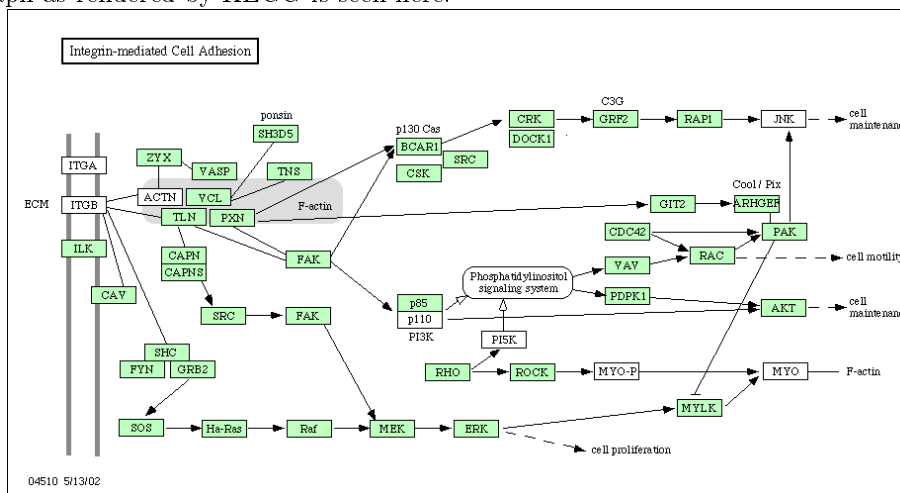 aph as rendered by KEGG is seen here:
Integrin-mediated Cell Adhesion
C3G
ponsin
p130 Cas
CRK
GRF2
RAP1
JNK
cell
maintenance
SH3D5
DOCK1
BCAR1
ZYX
SRC
ITGA
VASP
TNS
CSK
Cool / Pix
ACTN
VCL
ECM
ITGB
F-actin
GIT2
ARHGEF
TLN
PXN
CDC42
PAK
ILK
CAPN
FAK
RAC
cell motility
CAPNS
VAV
Phosphatidylinositol
signaling system
CAV
p85
PDPK1
cell
maintenance
AKT
SRC
FAK
p110
PI3K
PI5K
SHC
FYN
GRB2
RHO
ROCK
MYO-P
MYO
F-actin
MYLK
SOS
Ha-Ras
Raf
MEK
ERK
cell proliferation
04510 5/13/02